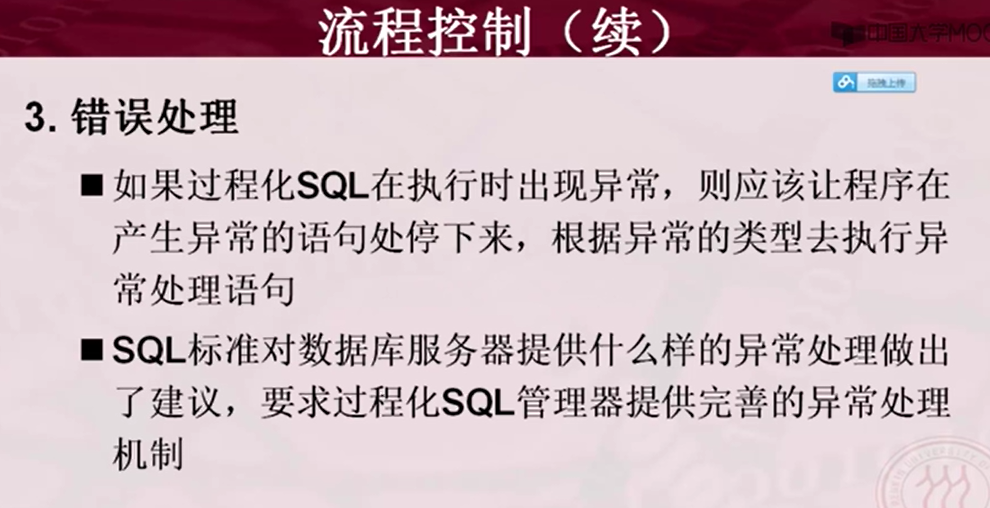 流程控制（续）
中国大学MOO
拖拽上传
3. 错误处理
■ 如果过程化SQL在执行时出现异常，则应该让程序在
产生异常的语句处停下来，根据异常的类型去执行异
常处理语句
■ SQL标准对数据库服务器提供什么样的异常处理做出
了建议，要求过程化SQL管理器提供完善的异常处理
机制